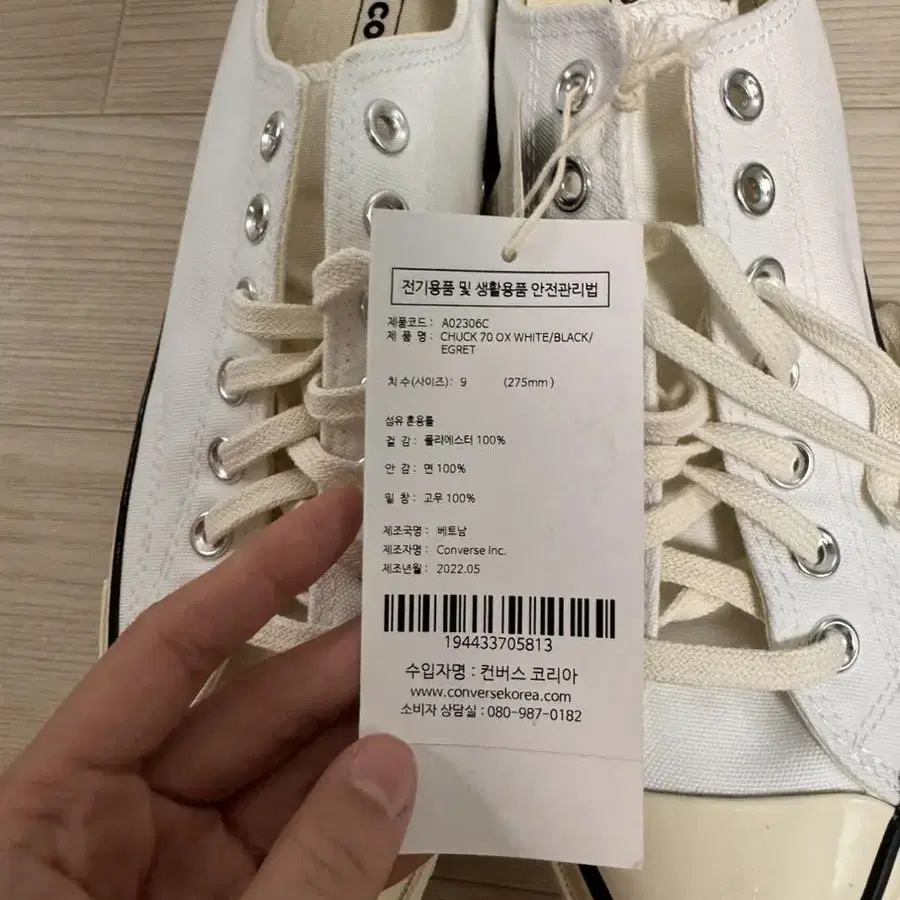 CO
전기용품 및 생활용품 안전관리법
제품코드 : A02306C
제 품 명 : CHUCK 70 OX WHITE/BLACK/
EGRET
치수(사이즈) : 9 (275mm)
섬유 혼용률
겉 감 : 폴리에스터 100%
안 감 : 면 100%
밑 창 : 고무 100%
제조국명 : 베트남
제조자명 : Converse Inc.
제조년월 : 2022.05
194433705813
수입자명 : 컨버스 코리아
www.conversekorea.com
소비자 상담실 : 080-987-0182